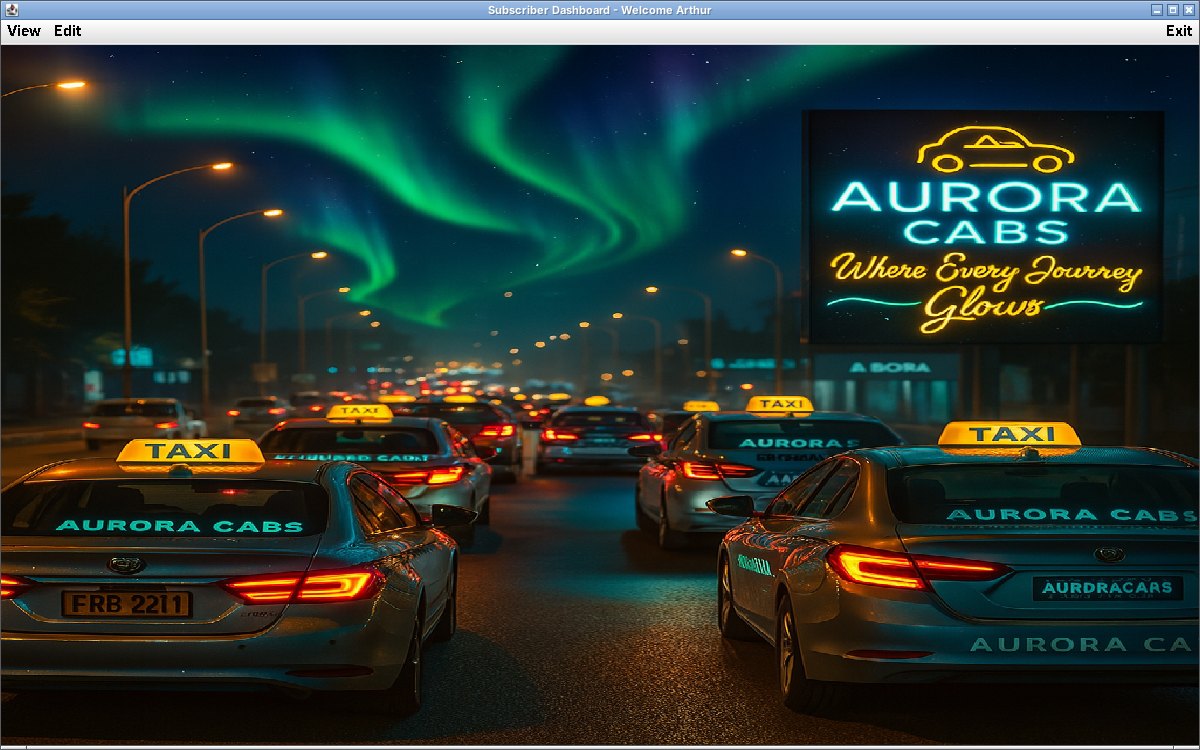 Subscriber Dashboard - Welcome Arthur
View Edit Exit
AURORA
CABS
Where Every Journey
Glows
A BORA
TAXI
TAXI
AURORAS
TAXI
TAXI
AURORA CABS
AURORA CABS
FRB 2211
AURDRACARS
AURORA CA